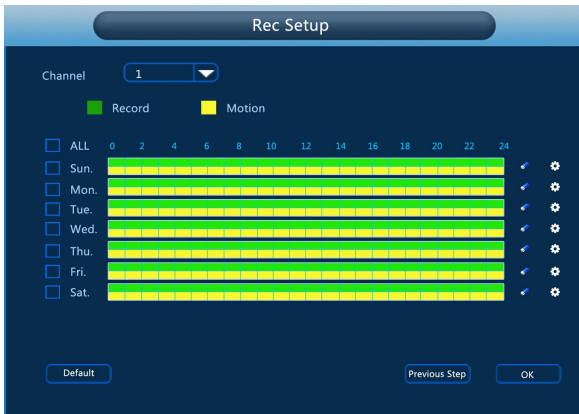 Rec Setup
Channel 1
Record Motion
ALL 0 2 4 6 8 10 12 14 16 18 20 22 24
Sun.
Mon.
Tue.
Wed.
Thu.
Fri.
Sat.
Default Previous Step OK